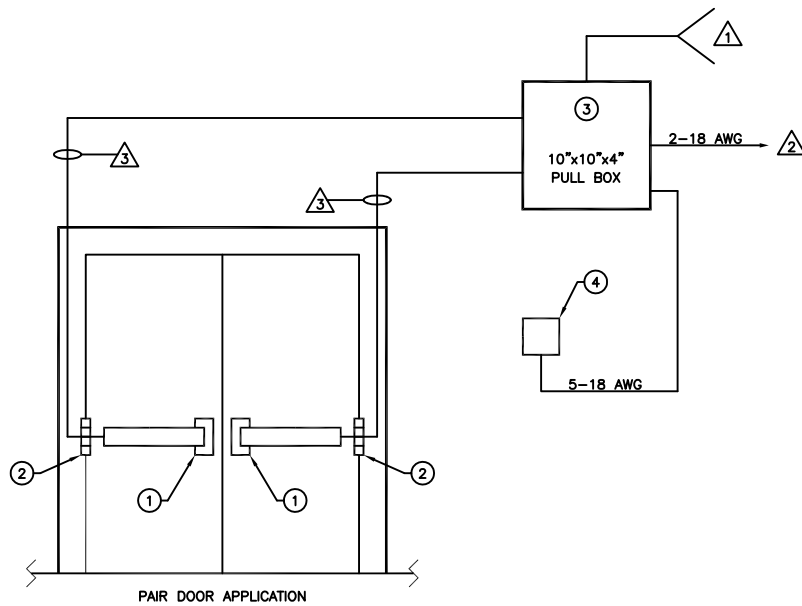 1
3
2-18 AWG
2
10"x10"x4"
PULL BOX
3
3
4
5-18 AWG
2
1
1
2
PAIR DOOR APPLICATION